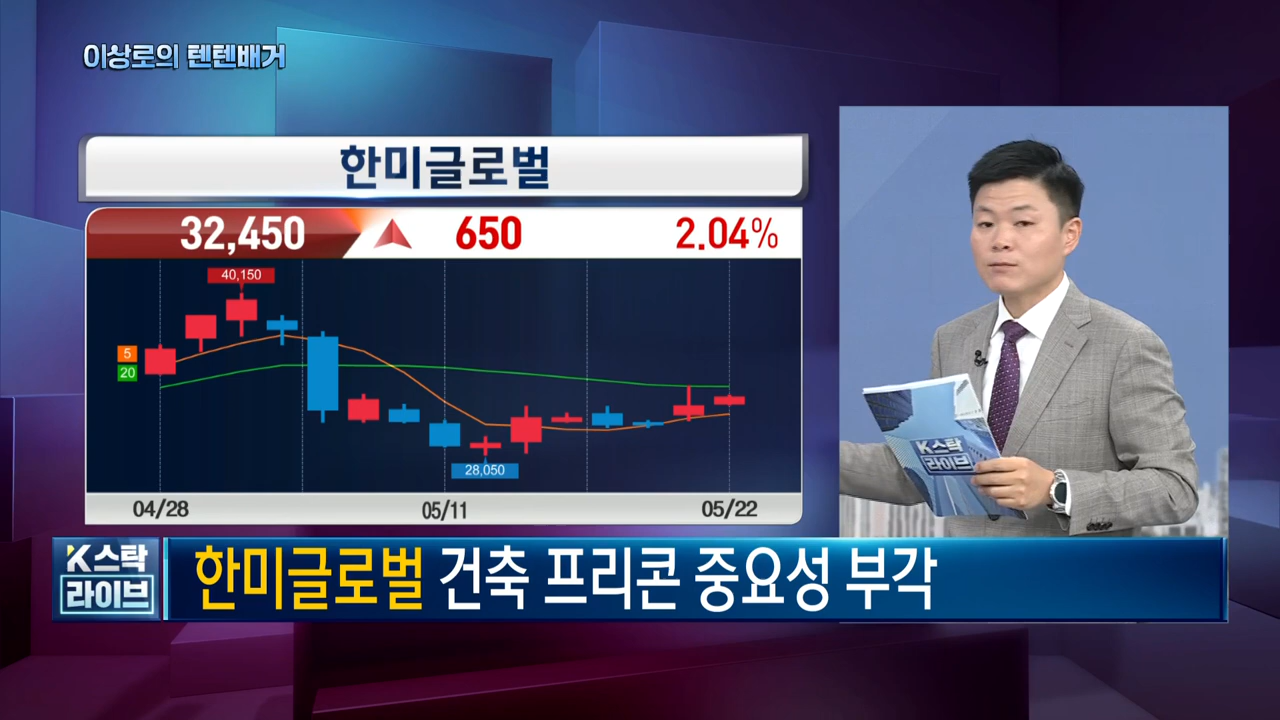 이상로의 텐텐배거
한미글로벌
32,450 650 2.04%
40,150
5
20
28,050
04/28 05/11 05/22
K스탁
라이브
K스탁
라이브
한미글로벌 건축 프리콘 중요성 부각